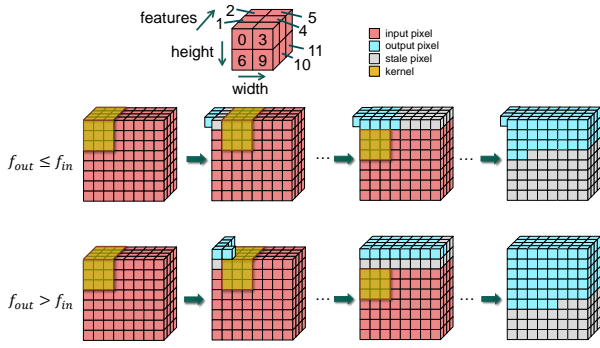 features
2
5
1
4
0 3
11
height
6 9
10
width
input pixel
output pixel
stale pixel
kernel
f_out ≤ f_in
...
...
f_out > f_in
...
...